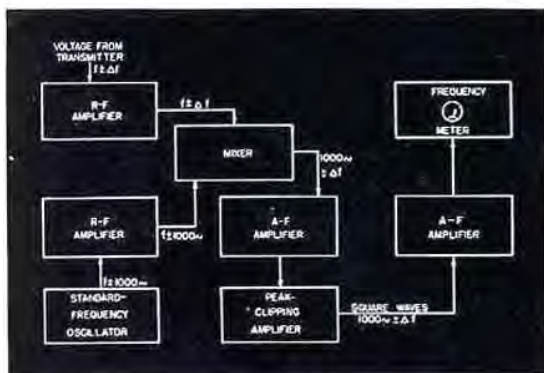 VOLTAGE FROM
TRANSMITTER
f ± Δf
R-F
AMPLIFIER
f ± Δf
MIXER
1000~
± Δf
R-F
AMPLIFIER
f±1000~
f±1000~
STANDARD-
FREQUENCY
OSCILLATOR
A-F
AMPLIFIER
PEAK-
CLIPPING
AMPLIFIER
SQUARE WAVES
1000~ ± Δf
A-F
AMPLIFIER
FREQUENCY
METER